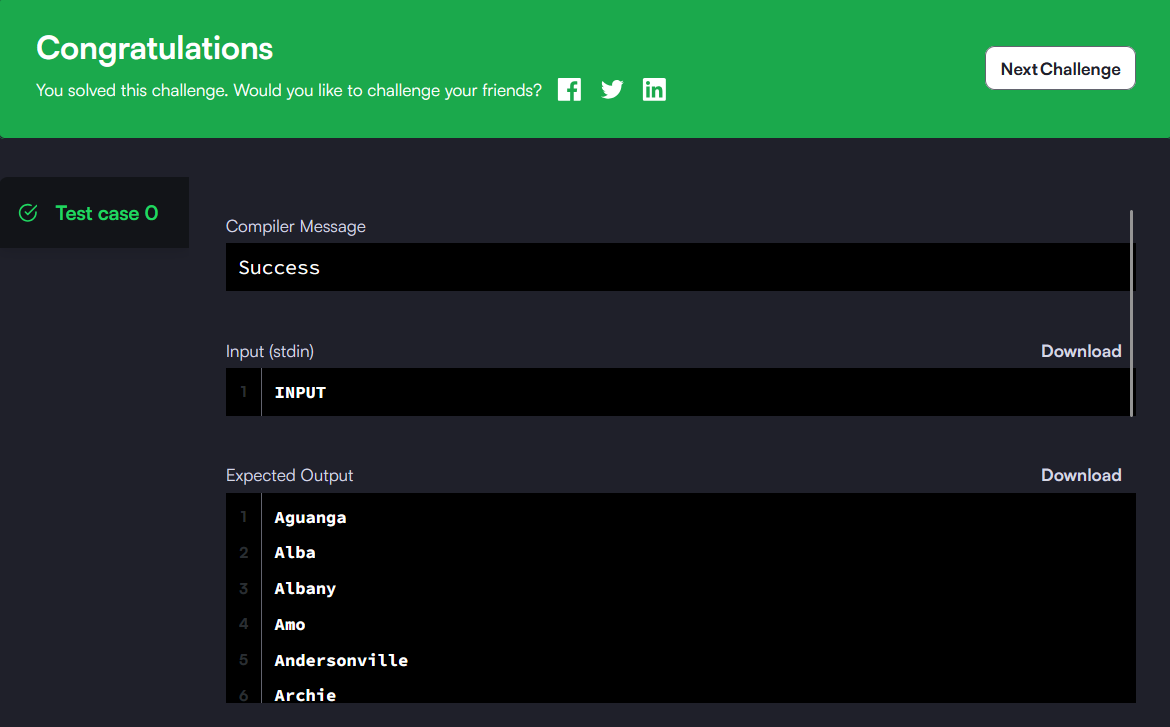 Congratulations
You solved this challenge. Would you like to challenge your friends?
Next Challenge
Test case 0
Compiler Message
Success
Input (stdin)
Download
1 INPUT
Expected Output
Download
1 Aguanga
2 Alba
3 Albany
4 Amo
5 Andersonville
6 Archie